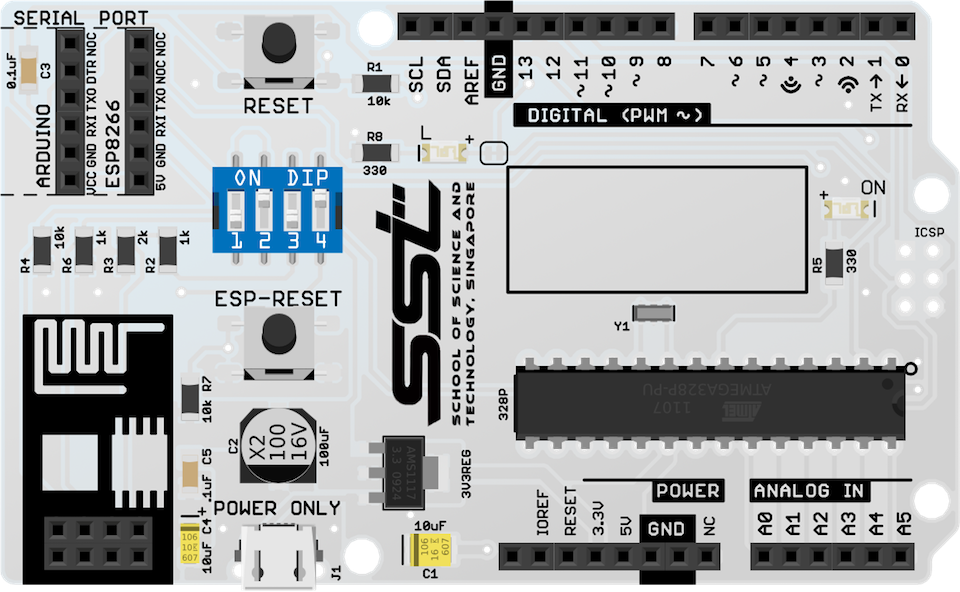 SERIAL PORT
0.1uF
C3
ARDUINO
NOC
DTR
TXO
RXI
GND
VCC
ESP8266
NOC
NOC
TXO
RXI
GND
5V
RESET
R1
10k
R8
330
L
+
SCL
SDA
AREF
GND
13
12
~11
~10
~9
8
7
~6
~5
4
~3
2
TX→1
RX←0
DIGITAL (PWM ~)
ON DIP
1 2 3 4
R4
10k
R6
1k
R3
2k
R2
1k
ESP-RESET
SSL
SCHOOL OF SCIENCE AND
TECHNOLOGY, SINGAPORE
+
ON
R5
330
ICSP
Y1
328P
ATMEGA328P-PU
1107
R7
10k
C2
X2
100
16V
100uF
C5
.1uF
AMS1117
3.3 0924
3V3REG
POWER ONLY
+
C4
10uF
106
10E
607
J1
10uF
106
16E
607
C1
POWER
ANALOG IN
IOREF
RESET
3.3V
5V
GND
NC
A0
A1
A2
A3
A4
A5